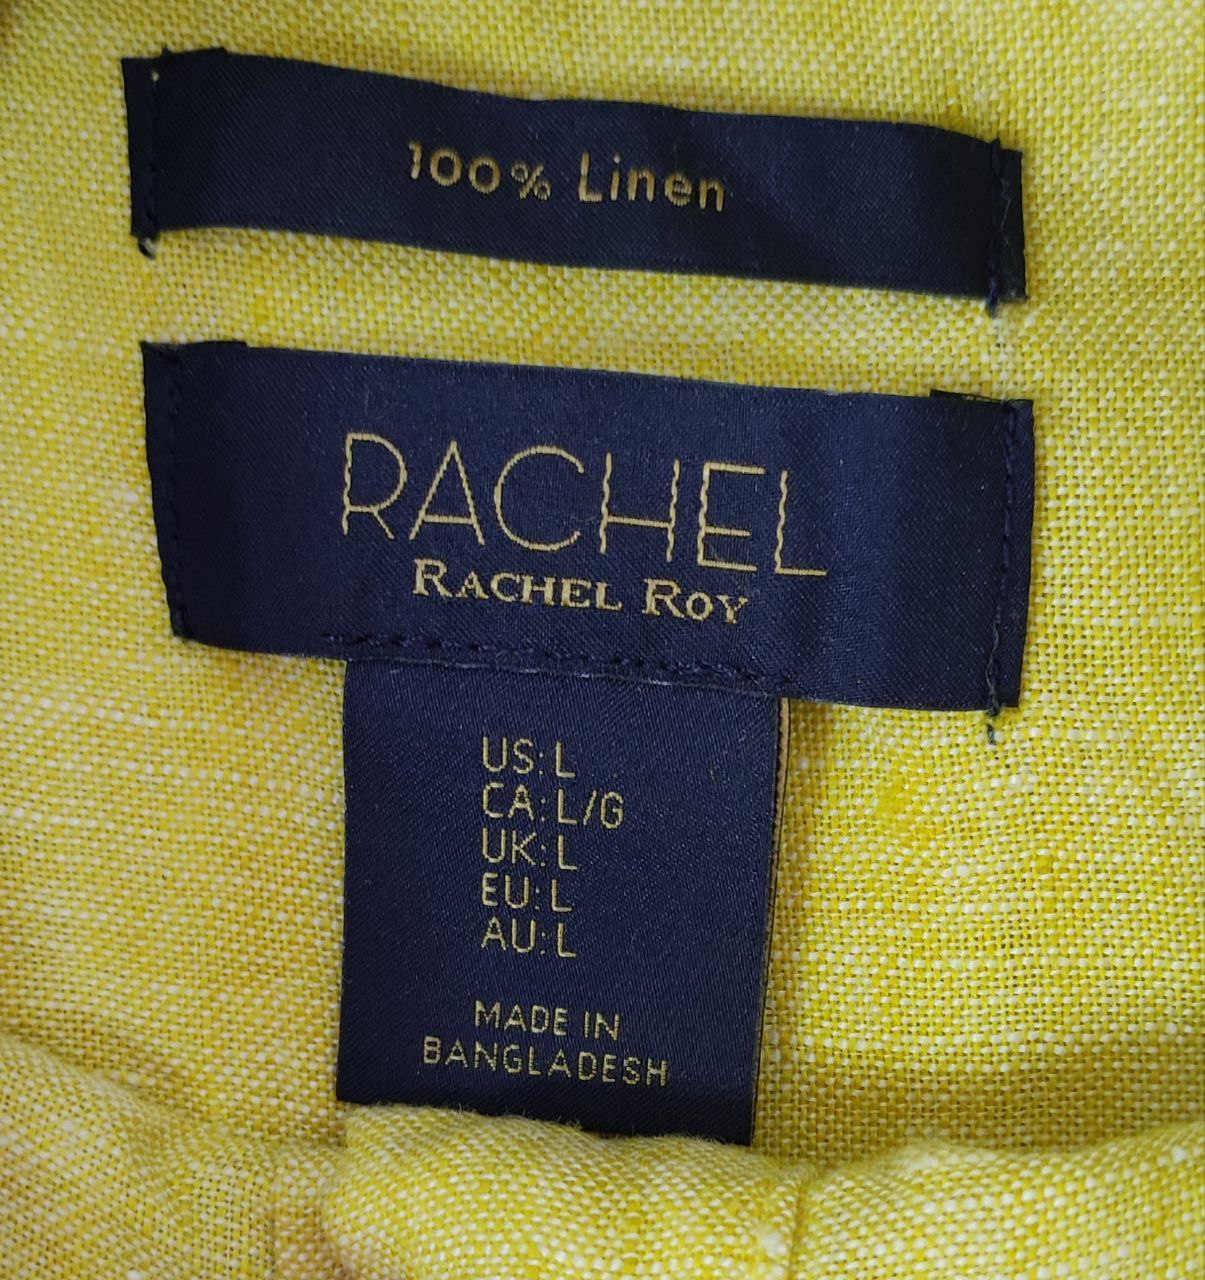 100% Linen
RACHEL
RACHEL ROY
US: L
CA: L/G
UK: L
EU: L
AU: L
MADE IN
BANGLADESH